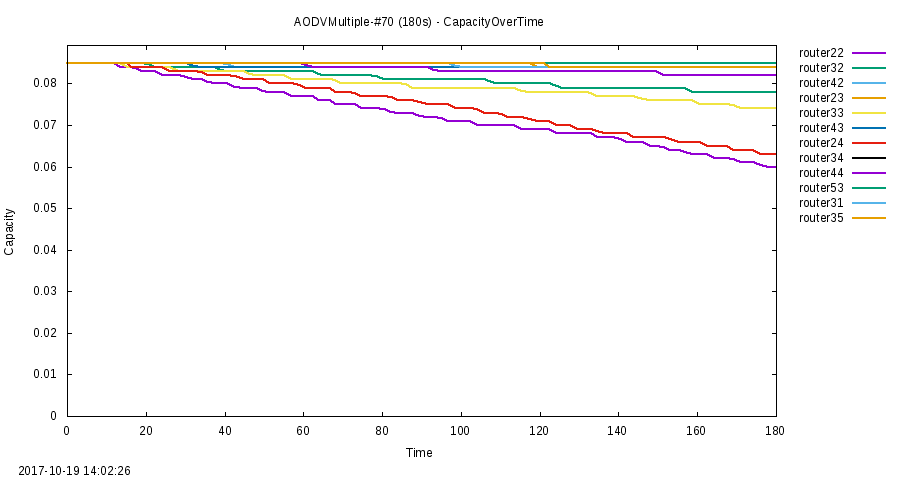 AODVMultiple-#70 (180s) - CapacityOverTime
router22
router32
router42
router23
router33
router43
router24
router34
router44
router53
router31
router35
0.08
0.07
0.06
0.05
0.04
0.03
0.02
0.01
0
Capacity
0 20 40 60 80 100 120 140 160 180
Time
2017-10-19 14:02:26